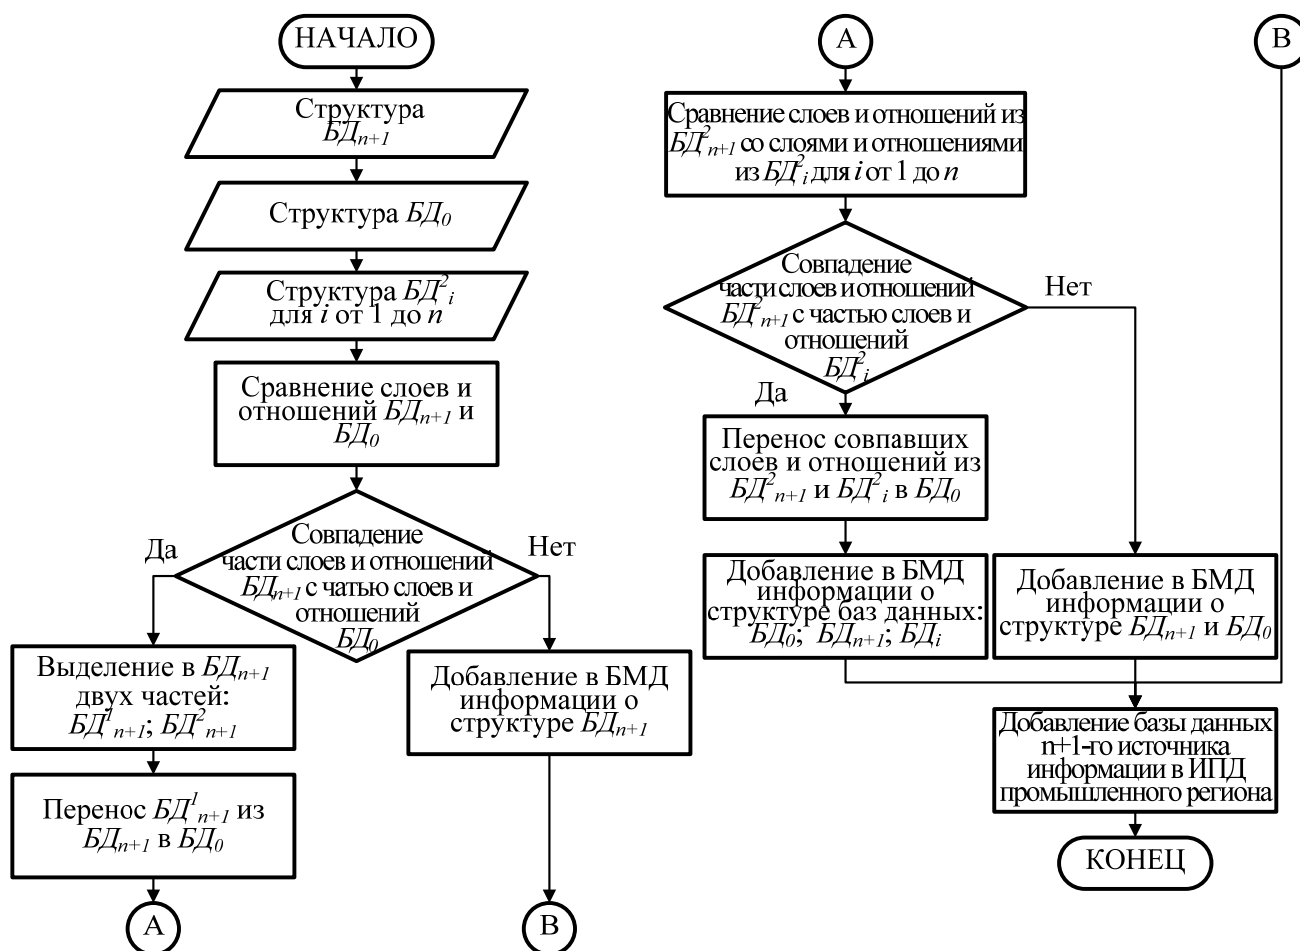 НАЧАЛО
Структура
БДn+1
Структура БД0
Структура БД²i
для i от 1 до n
Сравнение слоев и
отношений БДn+1 и
БД0
Совпадение
части слоев и отношений
БДn+1 с чатью слоев и
отношений
БД0
Да
Нет
Выделение в БДn+1
двух частей:
БД¹n+1; БД²n+1
Перенос БД¹n+1 из
БДn+1 в БД0
А
Добавление в БМД
информации о
структуре БДn+1
В
А
Сравнение слоев и отношений из
БД²n+1 со слоями и отношениями
из БД²i для i от 1 до n
Совпадение
части слоев и отношений
БД²n+1 с частью слоев и
отношений
БД²i
Да
Нет
Перенос совпавших
слоев и отношений из
БД²n+1 и БД²i в БД0
Добавление в БМД
информации о
структуре баз данных:
БД0; БДn+1; БДi
Добавление в БМД
информации о
структуре БДn+1 и БД0
В
Добавление базы данных
n+1-го источника
информации в ИПД
промышленного региона
КОНЕЦ